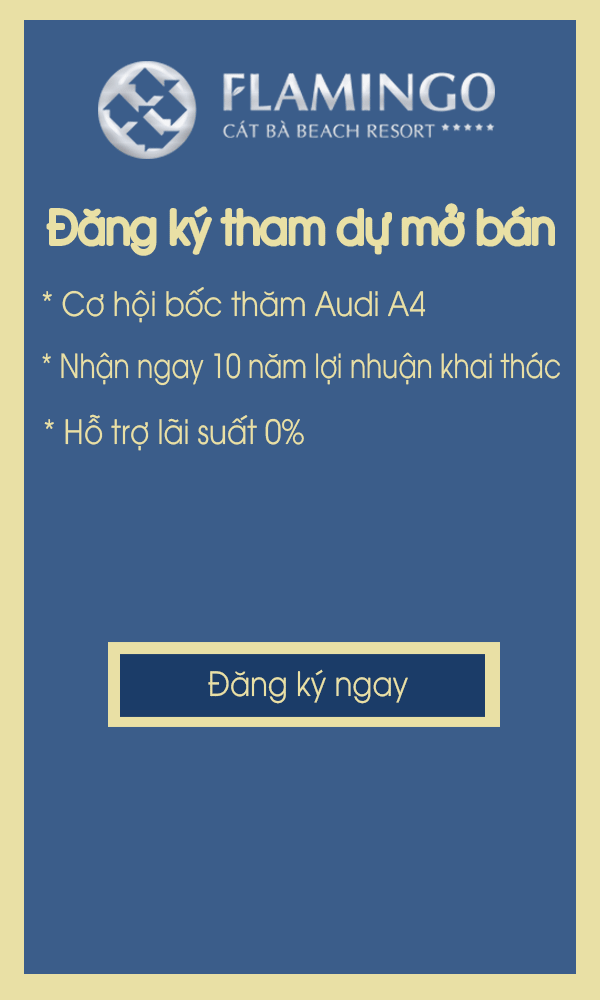 FLAMINGO
CÁT BÀ BEACH RESORT *****
Đăng ký tham dự mở bán
* Cơ hội bốc thăm Audi A4
* Nhận ngay 10 năm lợi nhuận khai thác
* Hỗ trợ lãi suất 0%
Đăng ký ngay